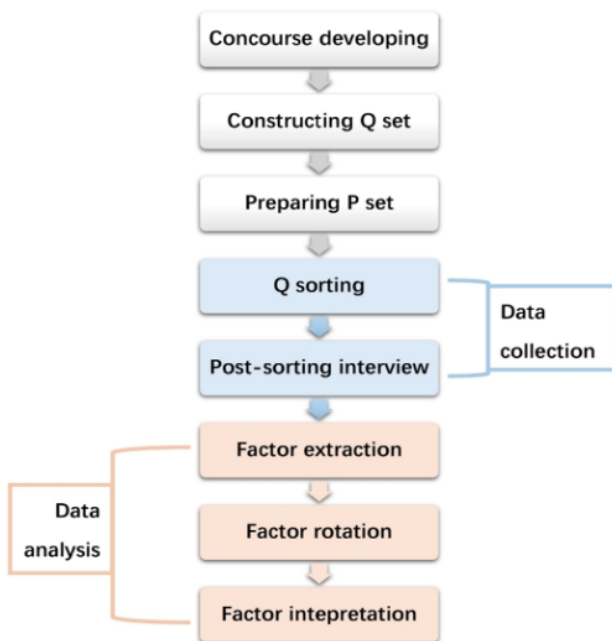 Concourse developing
Constructing Q set
Preparing P set
Q sorting
Data
collection
Post-sorting interview
Factor extraction
Data
analysis
Factor rotation
Factor intepretation